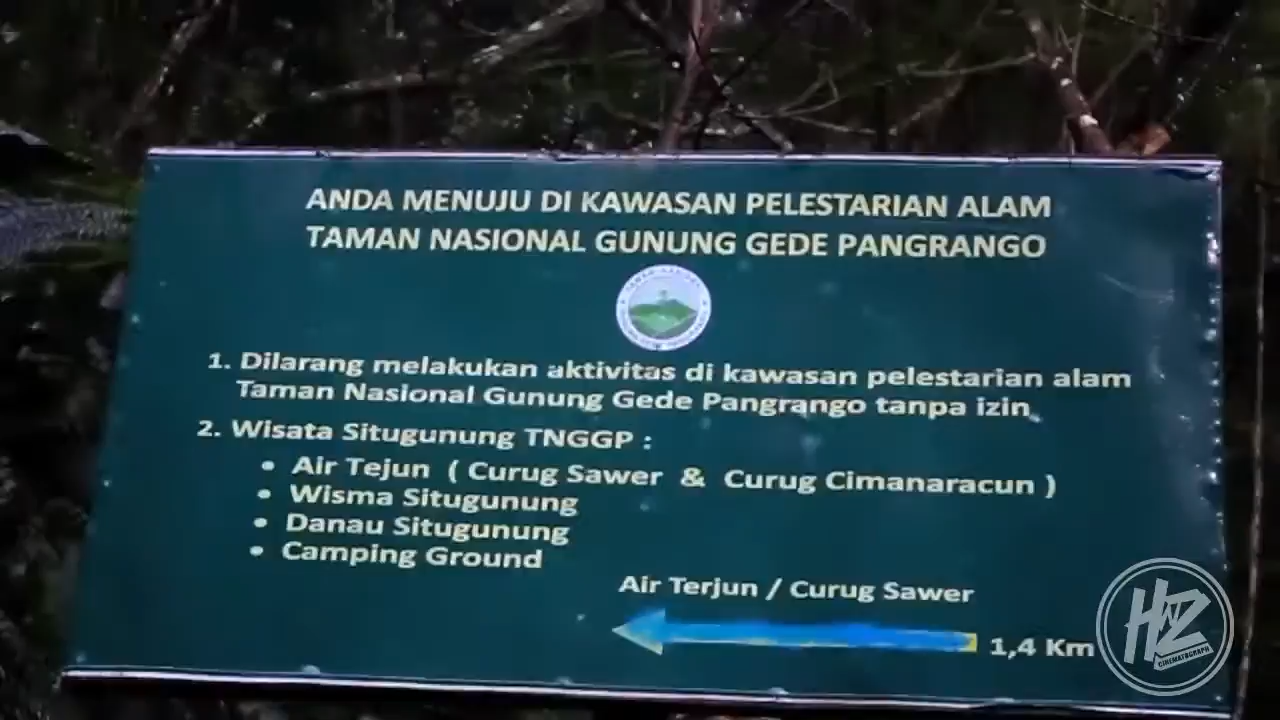 ANDA MENUJU DI KAWASAN PELESTARIAN ALAM
TAMAN NASIONAL GUNUNG GEDE PANGRANGO
1. Dilarang melakukan aktivitas di kawasan pelestarian alam
Taman Nasional Gunung Gede Pangrango tanpa izin
2. Wisata Situgunung TNGGP :
• Air Tejun ( Curug Sawer & Curug Cimanaracun )
• Wisma Situgunung
• Danau Situgunung
• Camping Ground
Air Terjun / Curug Sawer
1,4 Km
HZ
CINEMATOGRAPH